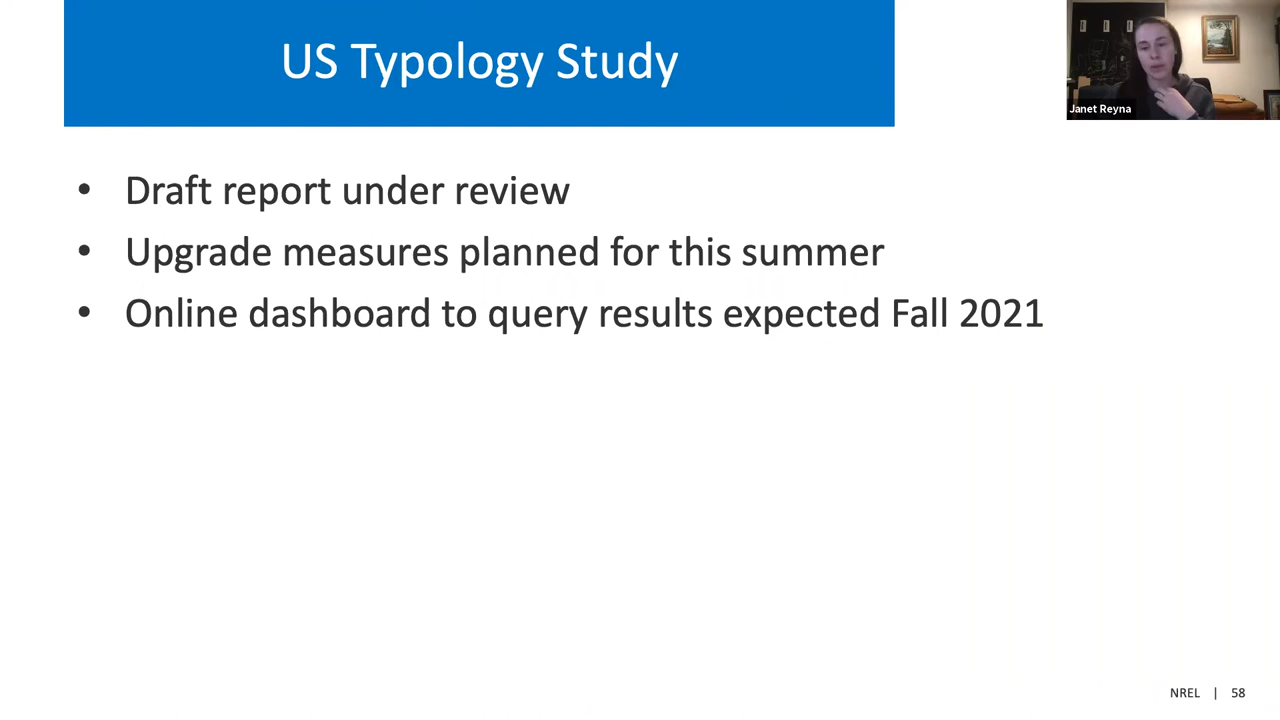 US Typology Study
Janet Reyna
• Draft report under review
• Upgrade measures planned for this summer
• Online dashboard to query results expected Fall 2021
NREL | 58